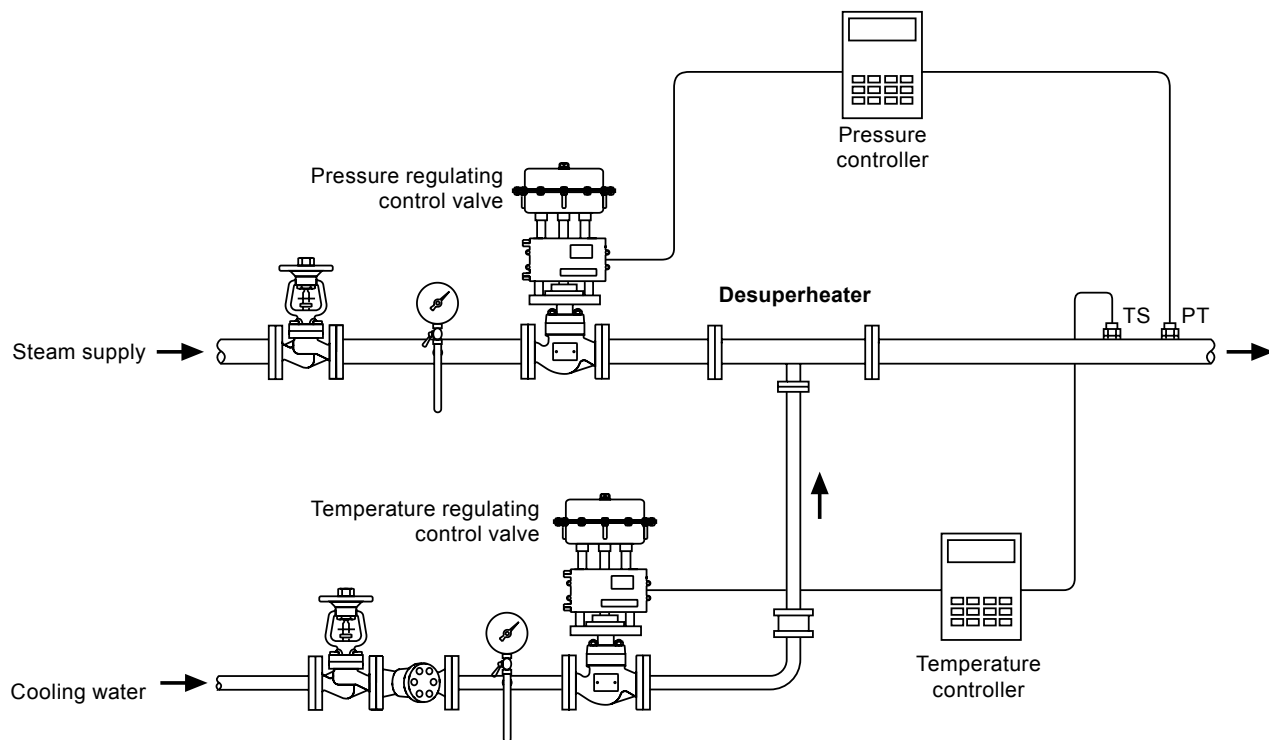 Pressure
controller
Pressure regulating
control valve
Desuperheater
TS
PT
Steam supply
Temperature regulating
control valve
Temperature
controller
Cooling water